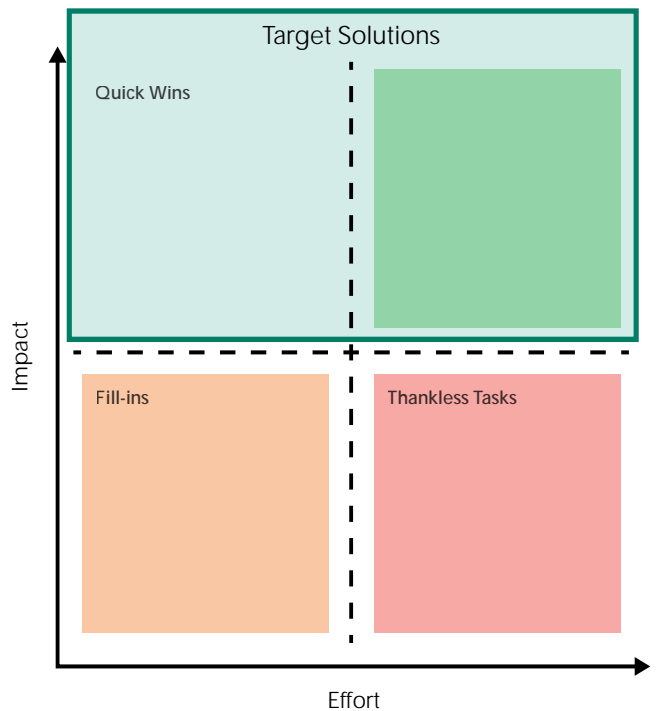 Target Solutions
Quick Wins
Impact
Fill-ins
Thankless Tasks
Effort